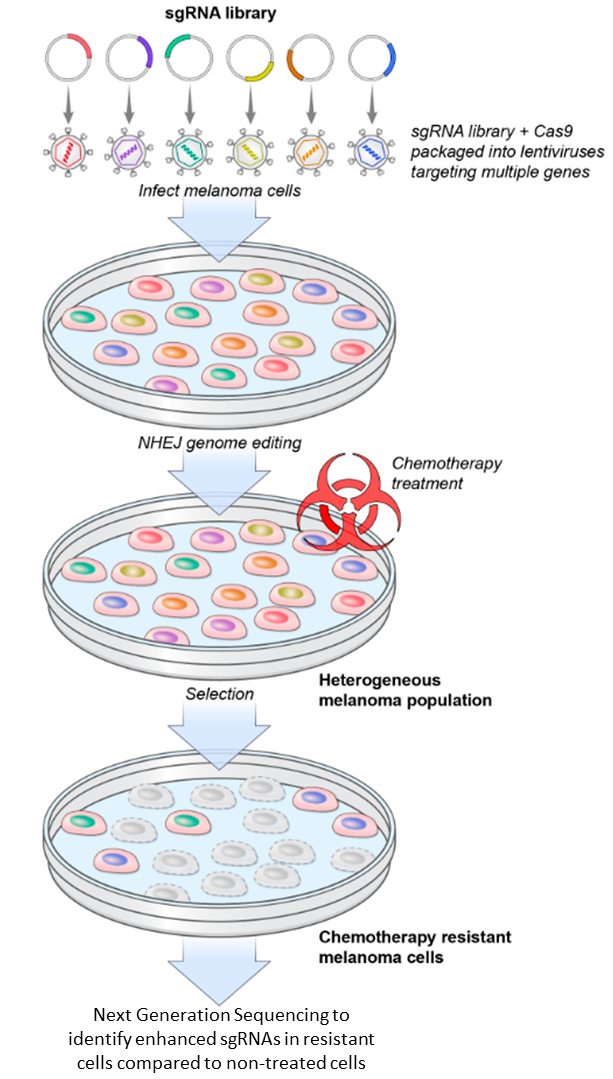 sgRNA library
sgRNA library + Cas9
packaged into lentiviruses
targeting multiple genes
Infect melanoma cells
NHEJ genome editing
Chemotherapy
treatment
Heterogeneous
melanoma population
Selection
Chemotherapy resistant
melanoma cells
Next Generation Sequencing to
identify enhanced sgRNAs in resistant
cells compared to non-treated cells